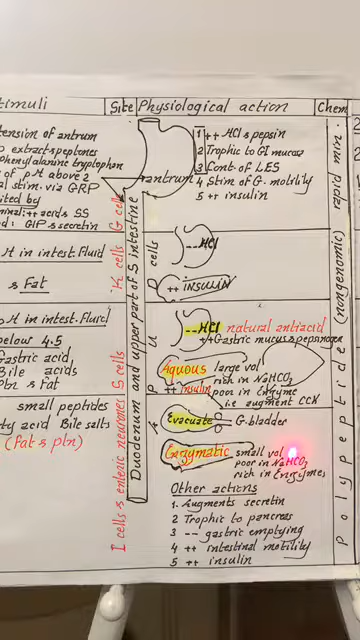 timuli | Site | Physiological action | Chem
tension of antrum
extracts peptones
phenylalanine tryptophan
of pH above 2
stim via GRP
ited by
++ acid & SS
GIP & secretin
G cells
antrum
1 ++ HCl & pepsin
2 Trophic to GI mucosa
3 Cont. of LES
4 Stim of G. motility
5 ++ insulin
H in intest. Fluid
s Fat
K cells
-- HCl
++ INSULIN
Duodenum and upper part of S intestine
H in intest. Fluid
below 4.5
Gastric acid
Bile acids
Ptn & Fat
S cells
-- HCl natural antiacid
++ Gastric mucus & pepsinogen
Aquous large vol
rich in NaHCO3
poor in Enzyme
i.e augment CCK
++ insulin
small peptides
ty acid Bile salts
(Fat & ptn)
I cells & enteric neurones
Evacuate G-bladder
Enzymatic small vol
poor in NaHCO3
rich in Enzymes
Other actions
1. Augments secretin
2 Trophic to pancreas
3 -- gastric emptying
4 ++ intestinal motility
5 ++ insulin
Polypeptide (nongenomic) rapid min